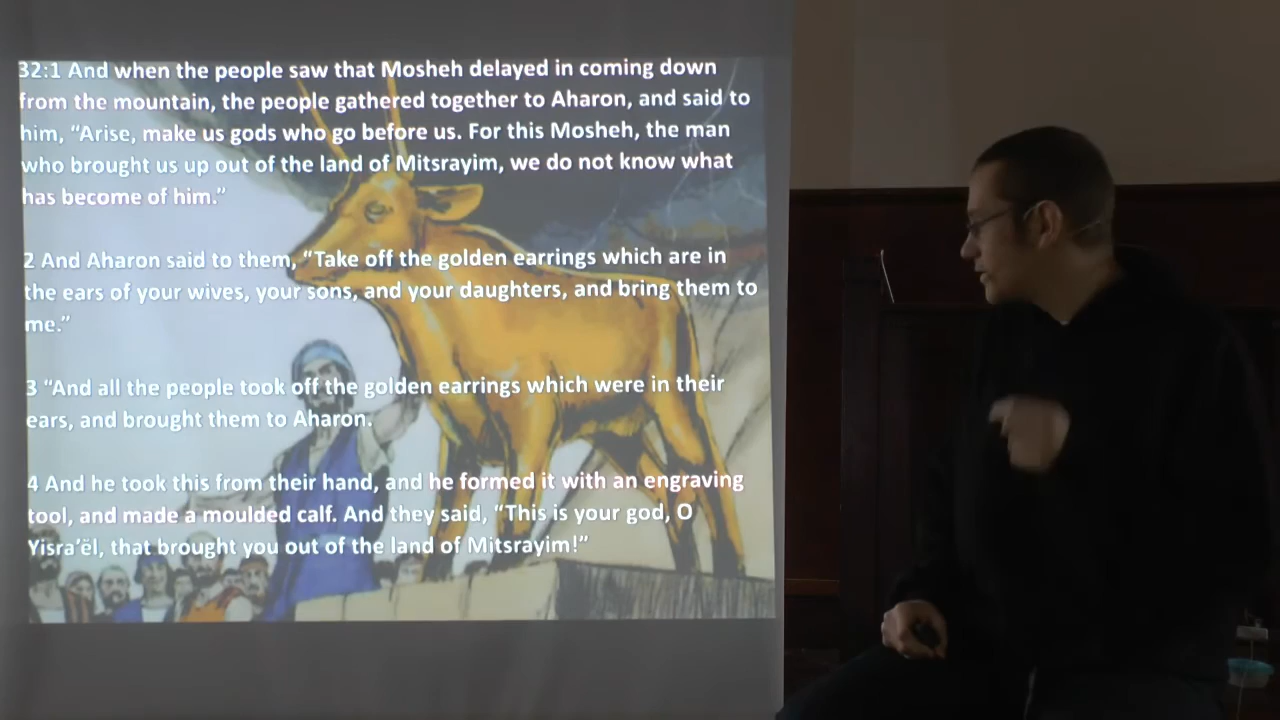 32:1 And when the people saw that Mosheh delayed in coming down
from the mountain, the people gathered together to Aharon, and said to
him, “Arise, make us gods who go before us. For this Mosheh, the man
who brought us up out of the land of Mitsrayim, we do not know what
has become of him.”
2 And Aharon said to them, “Take off the golden earrings which are in
the ears of your wives, your sons, and your daughters, and bring them to
me.”
3 “And all the people took off the golden earrings which were in their
ears, and brought them to Aharon.
4 And he took this from their hand, and he formed it with an engraving
tool, and made a moulded calf. And they said, “This is your god, O
Yisra’ĕl, that brought you out of the land of Mitsrayim!”